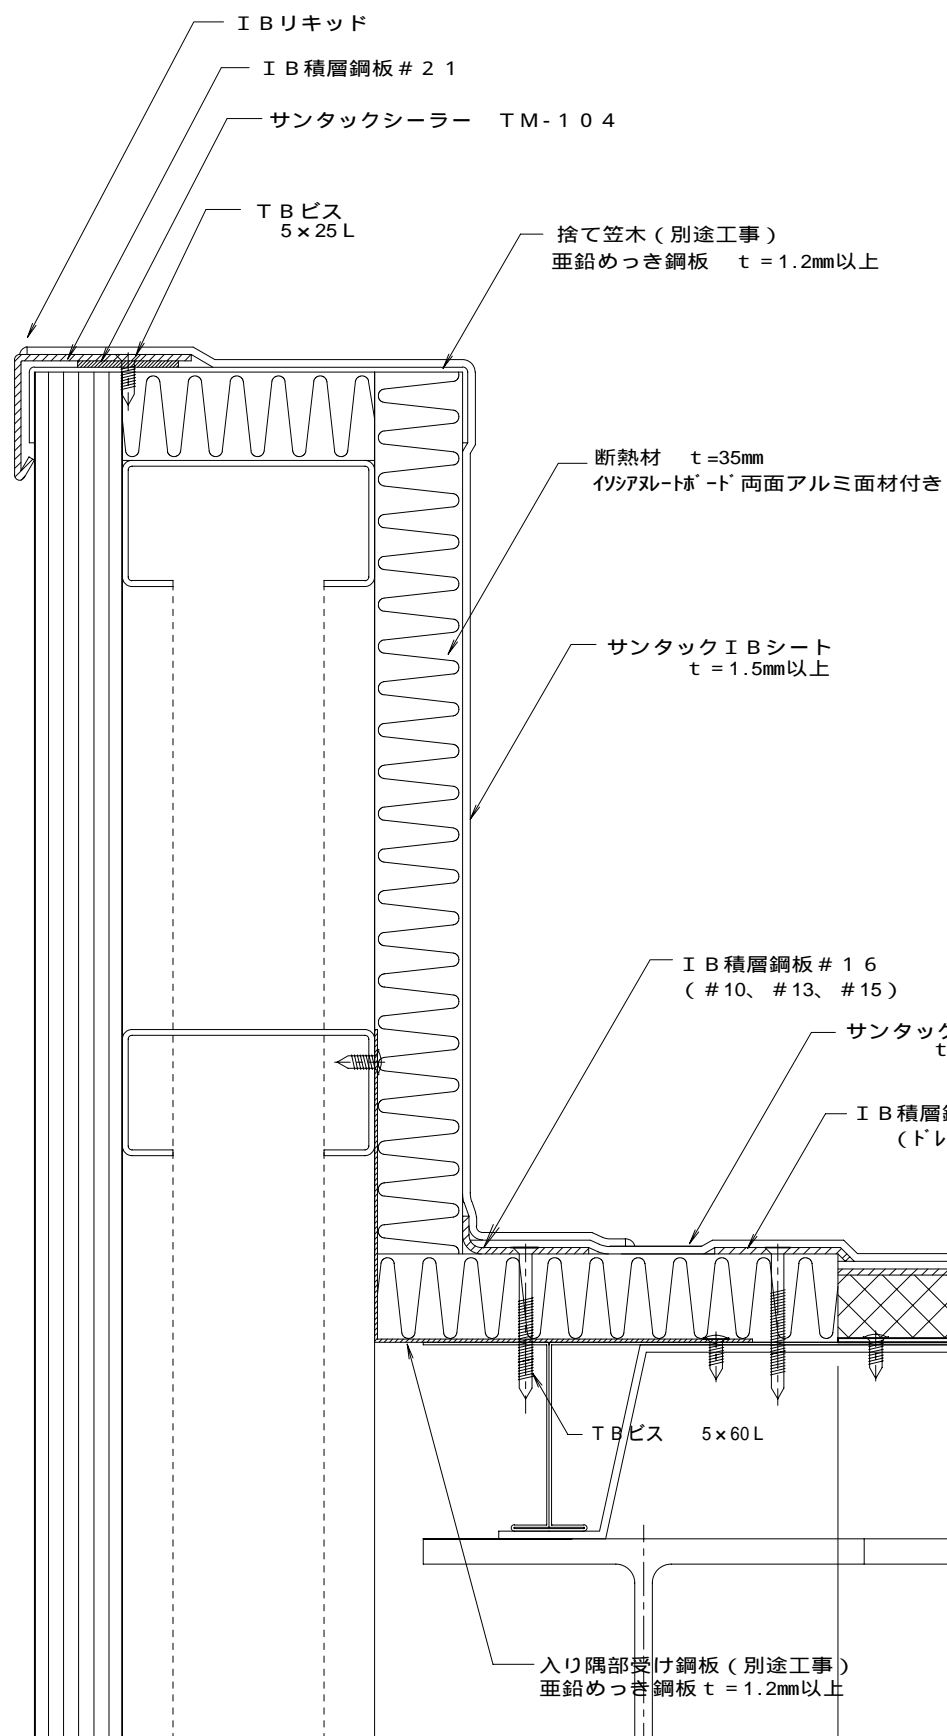 ＩＢリキッド
ＩＢ積層鋼板＃２１
サンタックシーラー　ＴＭ-１０４
ＴＢビス
5×25Ｌ
捨て笠木（別途工事）
亜鉛めっき鋼板　ｔ＝1.2mm以上
断熱材　ｔ=35mm
ｲｿｼｱﾇﾚｰﾄﾎﾞｰﾄﾞ両面アルミ面材付き
サンタックＩＢシート
ｔ＝1.5mm以上
ＩＢ積層鋼板＃１６
（＃10、＃13、＃15）
サンタック
ｔ
ＩＢ積層
（ﾄﾞﾚ
ＴＢビス　5×60Ｌ
入り隅部受け鋼板（別途工事）
亜鉛めっき鋼板ｔ＝1.2mm以上